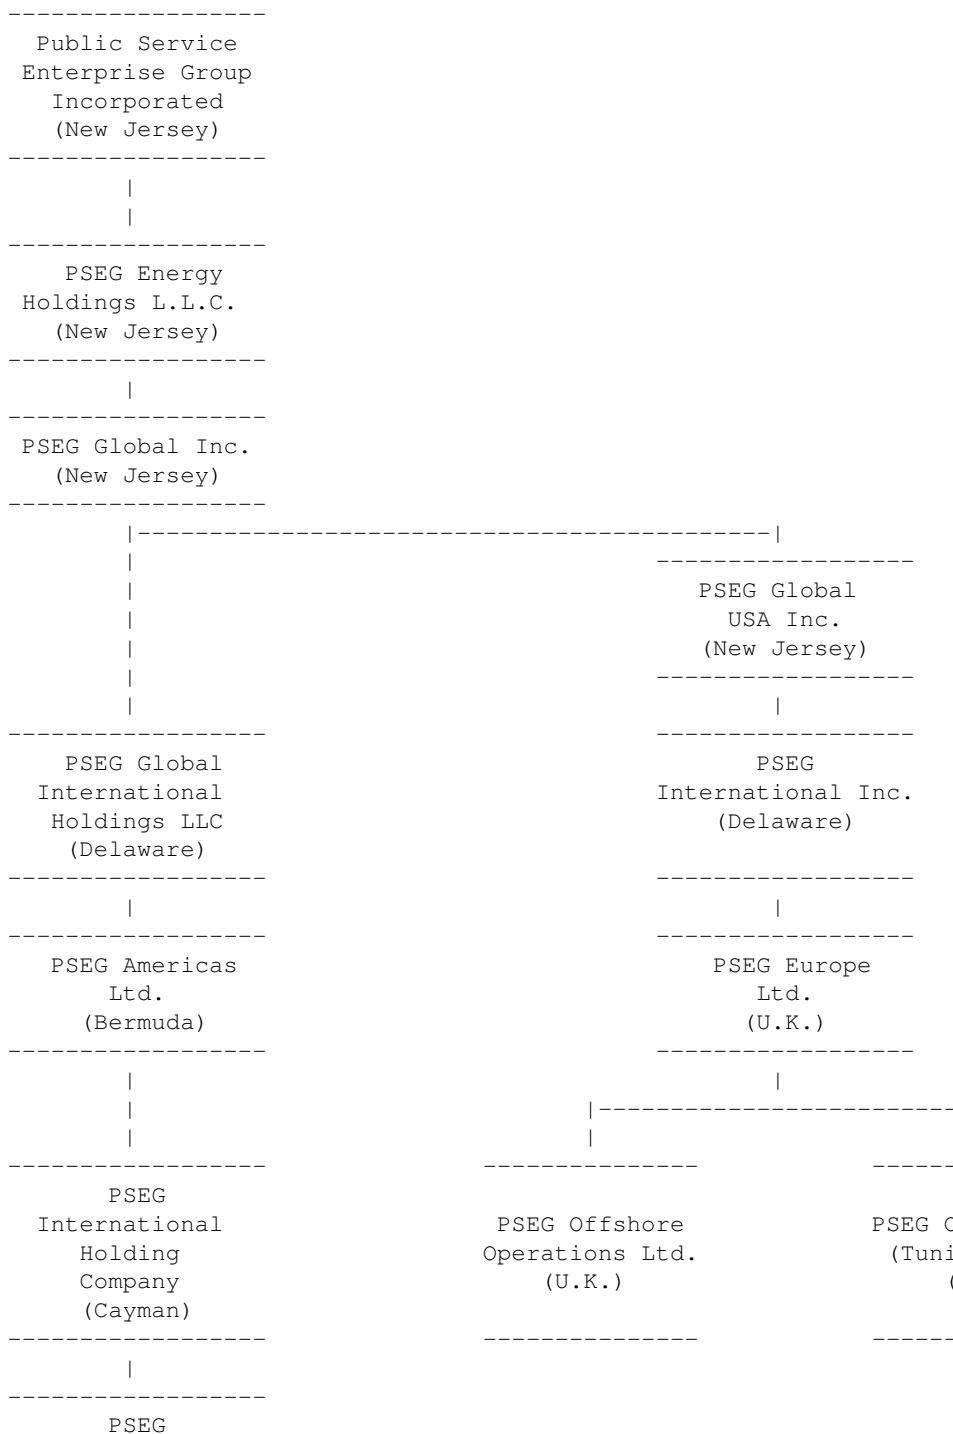 Public Service
Enterprise Group
Incorporated
(New Jersey)
PSEG Energy
Holdings L.L.C.
(New Jersey)
PSEG Global Inc.
(New Jersey)
PSEG Global
USA Inc.
(New Jersey)
PSEG Global
International
Holdings LLC
(Delaware)
PSEG
International Inc.
(Delaware)
PSEG Americas
Ltd.
(Bermuda)
PSEG Europe
Ltd.
(U.K.)
PSEG
International
Holding
Company
(Cayman)
PSEG Offshore
Operations Ltd.
(U.K.)
PSEG
PSEG